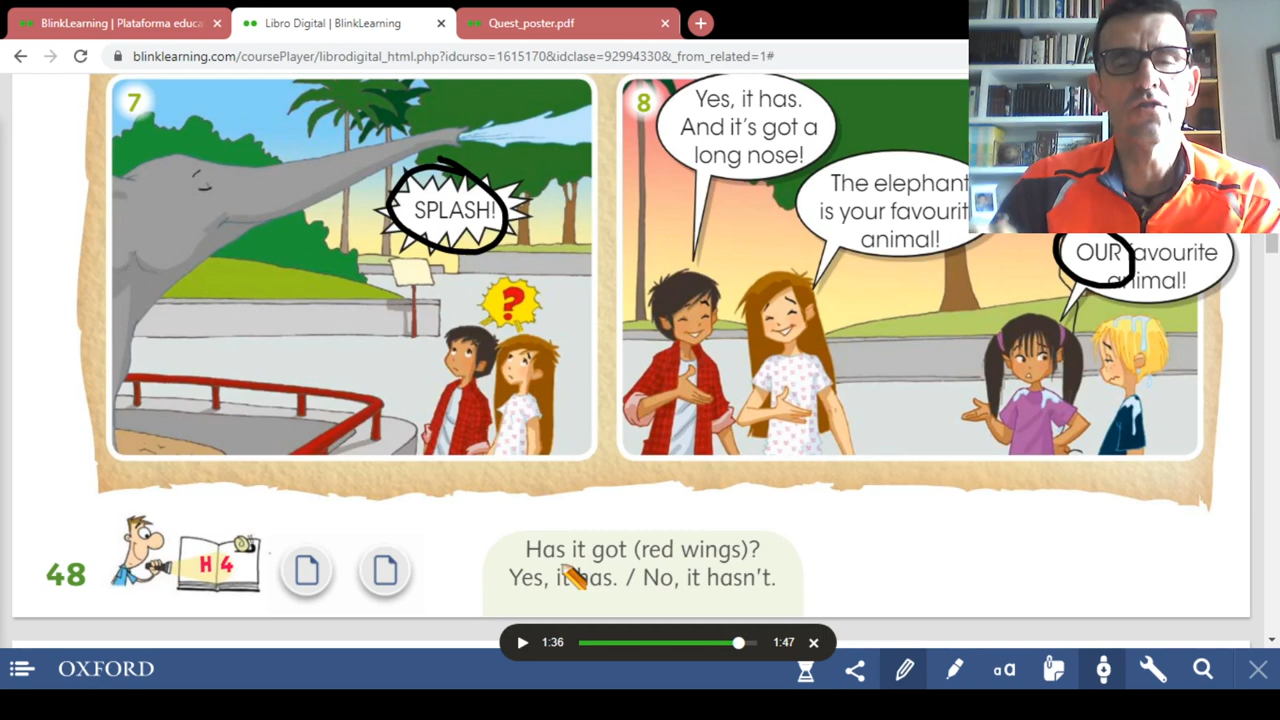 BlinkLearning | Plataforma educa
Libro Digital | BlinkLearning
Quest_poster.pdf
blinklearning.com/coursePlayer/librodigital_html.php?idcurso=1615170&idclase=92994330&_from_related=1#
7
SPLASH!
?
8
Yes, it has.
And it's got a
long nose!
The elephant
is your favourit
animal!
OUR favourite
animal!
48
H 4
Has it got (red wings)?
Yes, it has. / No, it hasn't.
1:36
1:47
OXFORD
aa